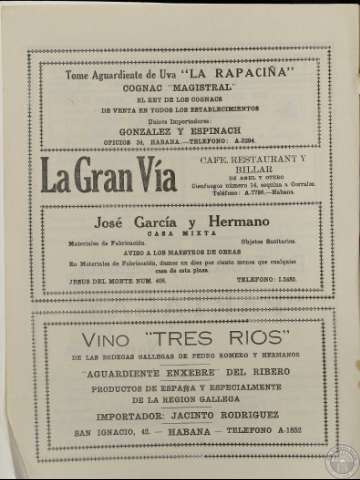 Tome Aguardiente de Uva "LA RAPACIÑA"
COGNAC "MAGISTRAL"
EL REY DE LOS COGNACS
DE VENTA EN TODOS LOS ESTABLECIMIENTOS
Unicos Importadores:
GONZALEZ Y ESPINACH
OFICIOS 34, HABANA.—TELEFONO: A-3294.
La Gran Vía
CAFE, RESTAURANT Y
BILLAR
DE ABEL Y OTERO
Cienfuegos número 14, esquina a Corrales.
Teléfono: A-7786.—Habana.
José García y Hermano
CASA MIXTA
Materiales de Fabricación. Objetos Sanitarios.
AVISO A LOS MAESTROS DE OBRAS
En Materiales de Fabricación, damos un diez por ciento menos que cualquier
casa de esta plaza
JESUS DEL MONTE NUM. TELEFONO:
VINO "TRES RIOS"
DE LAS BODEGAS GALLEGAS DE PEDRO ROMERO Y HERMANOS
"AGUARDIENTE ENXEBRE" DEL RIBERO
PRODUCTOS DE ESPAÑA Y ESPECIALMENTE
DE LA REGION GALLEGA
IMPORTADOR: JACINTO RODRIGUEZ
SAN IGNACIO, 42. — HABANA — TELEFONO A-1852